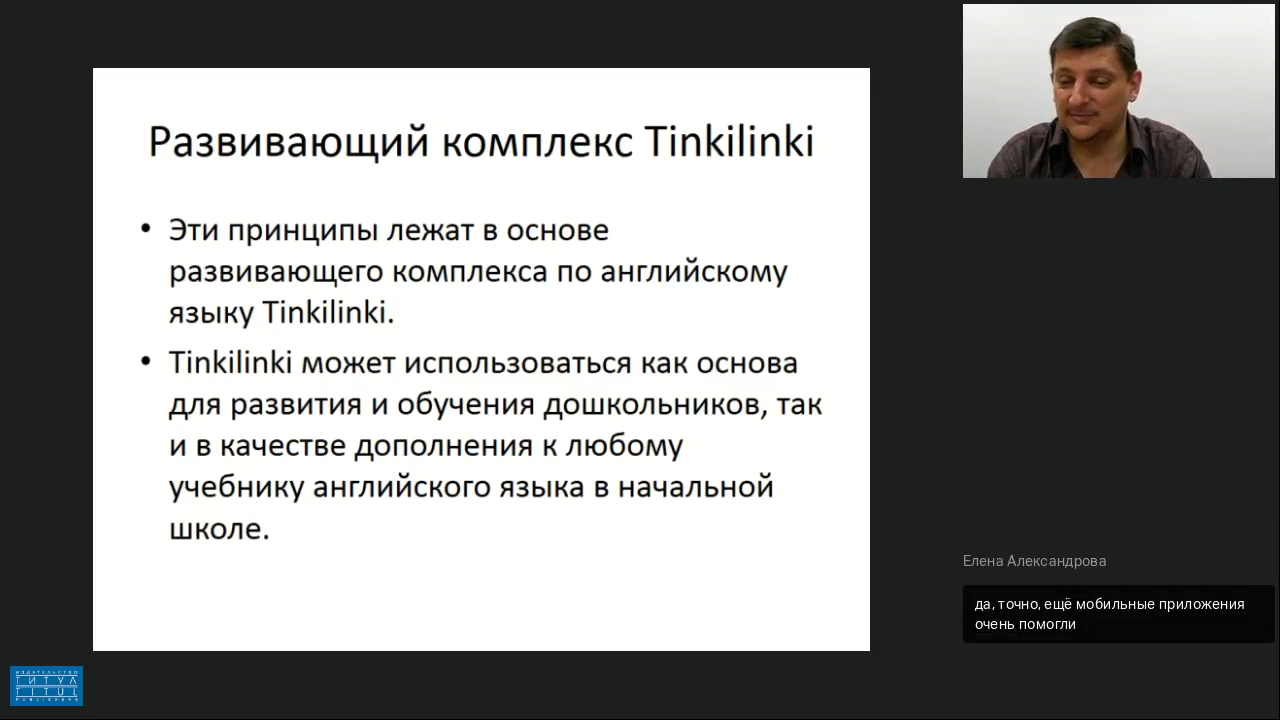 Развивающий комплекс Tinkilinki
• Эти принципы лежат в основе
развивающего комплекса по английскому
языку Tinkilinki.
• Tinkilinki может использоваться как основа
для развития и обучения дошкольников, так
и в качестве дополнения к любому
учебнику английского языка в начальной
школе.
Елена Александрова
да, точно, ещё мобильные приложения
очень помогли
ИЗДАТЕЛЬСТВО
ТИТУЛ
TITUL
PUBLISHERS